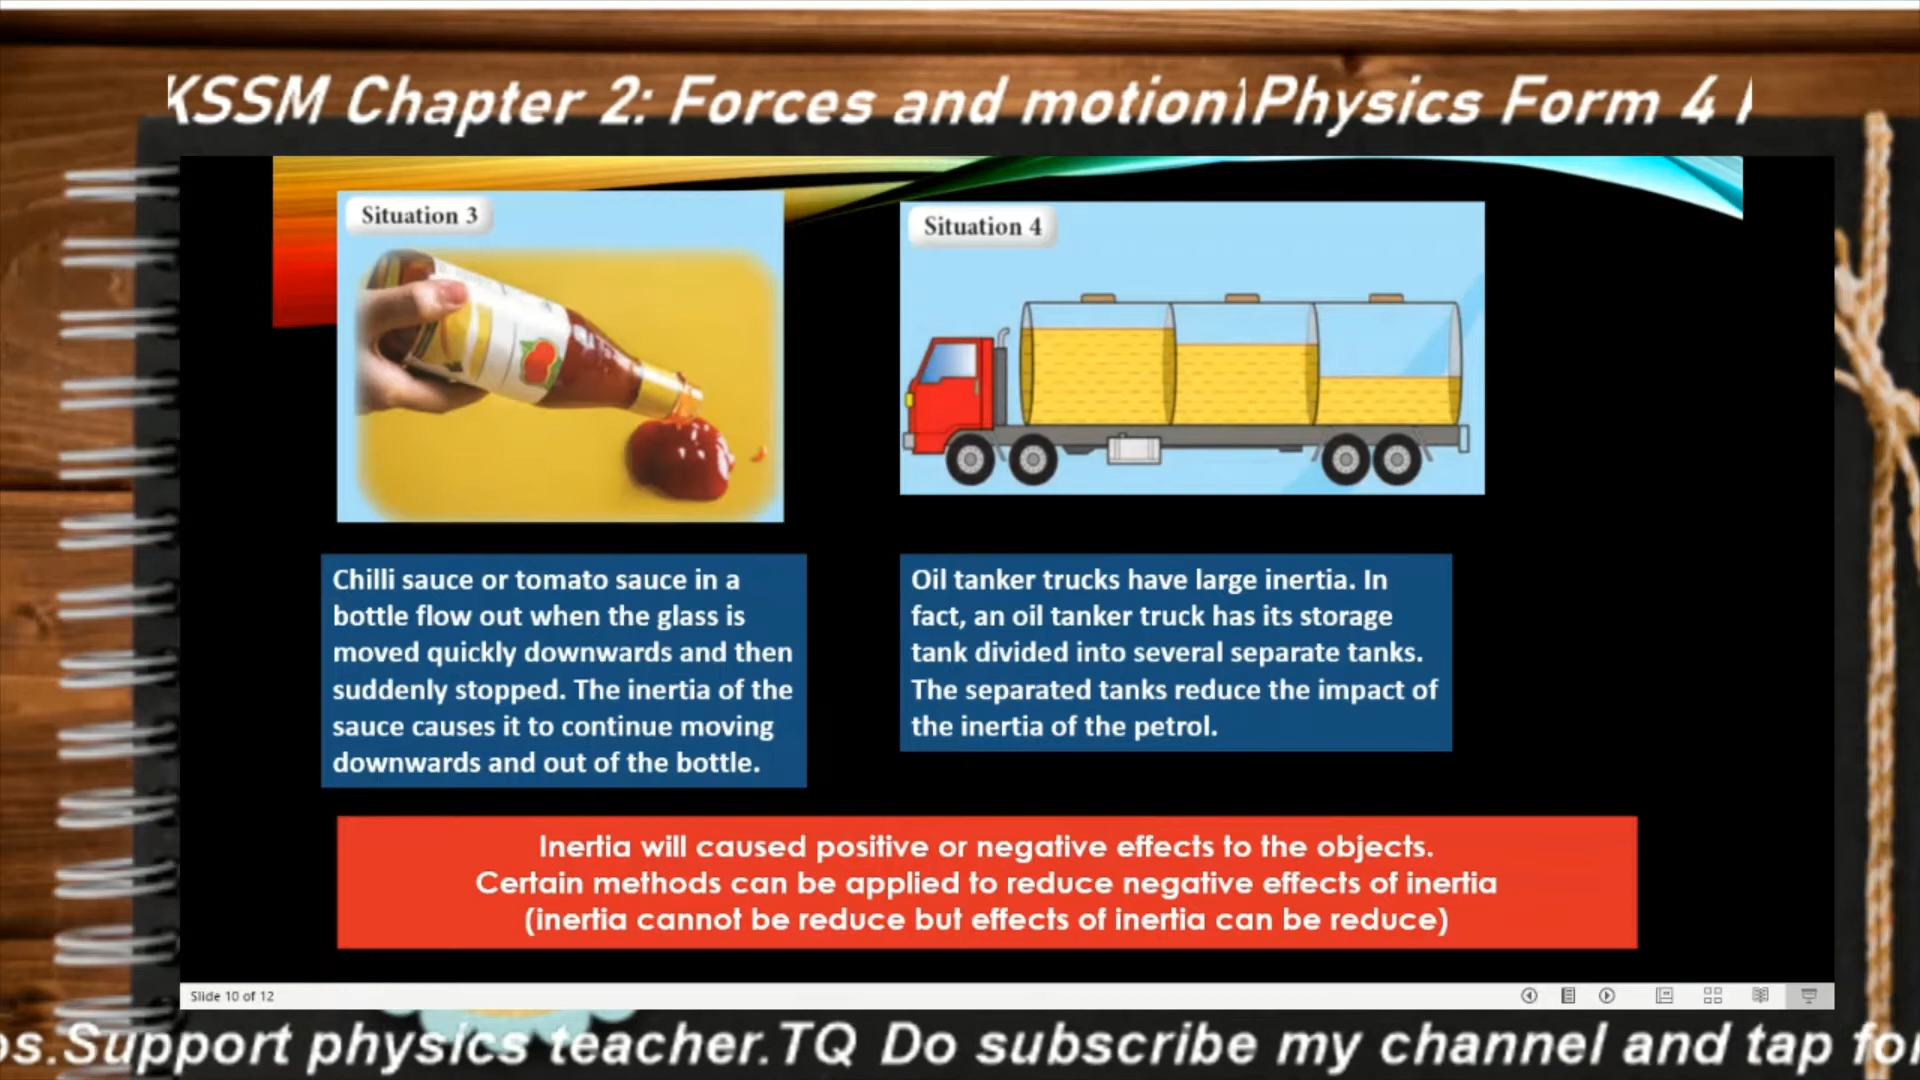 KSSM Chapter 2: Forces and motion
Physics Form 4
Situation 3
Situation 4
Chilli sauce or tomato sauce in a
bottle flow out when the glass is
moved quickly downwards and then
suddenly stopped. The inertia of the
sauce causes it to continue moving
downwards and out of the bottle.
Oil tanker trucks have large inertia. In
fact, an oil tanker truck has its storage
tank divided into several separate tanks.
The separated tanks reduce the impact of
the inertia of the petrol.
Inertia will caused positive or negative effects to the objects.
Certain methods can be applied to reduce negative effects of inertia
(inertia cannot be reduce but effects of inertia can be reduce)
Slide 10 of 12
os.Support physics teacher.TQ Do subscribe my channel and tap for